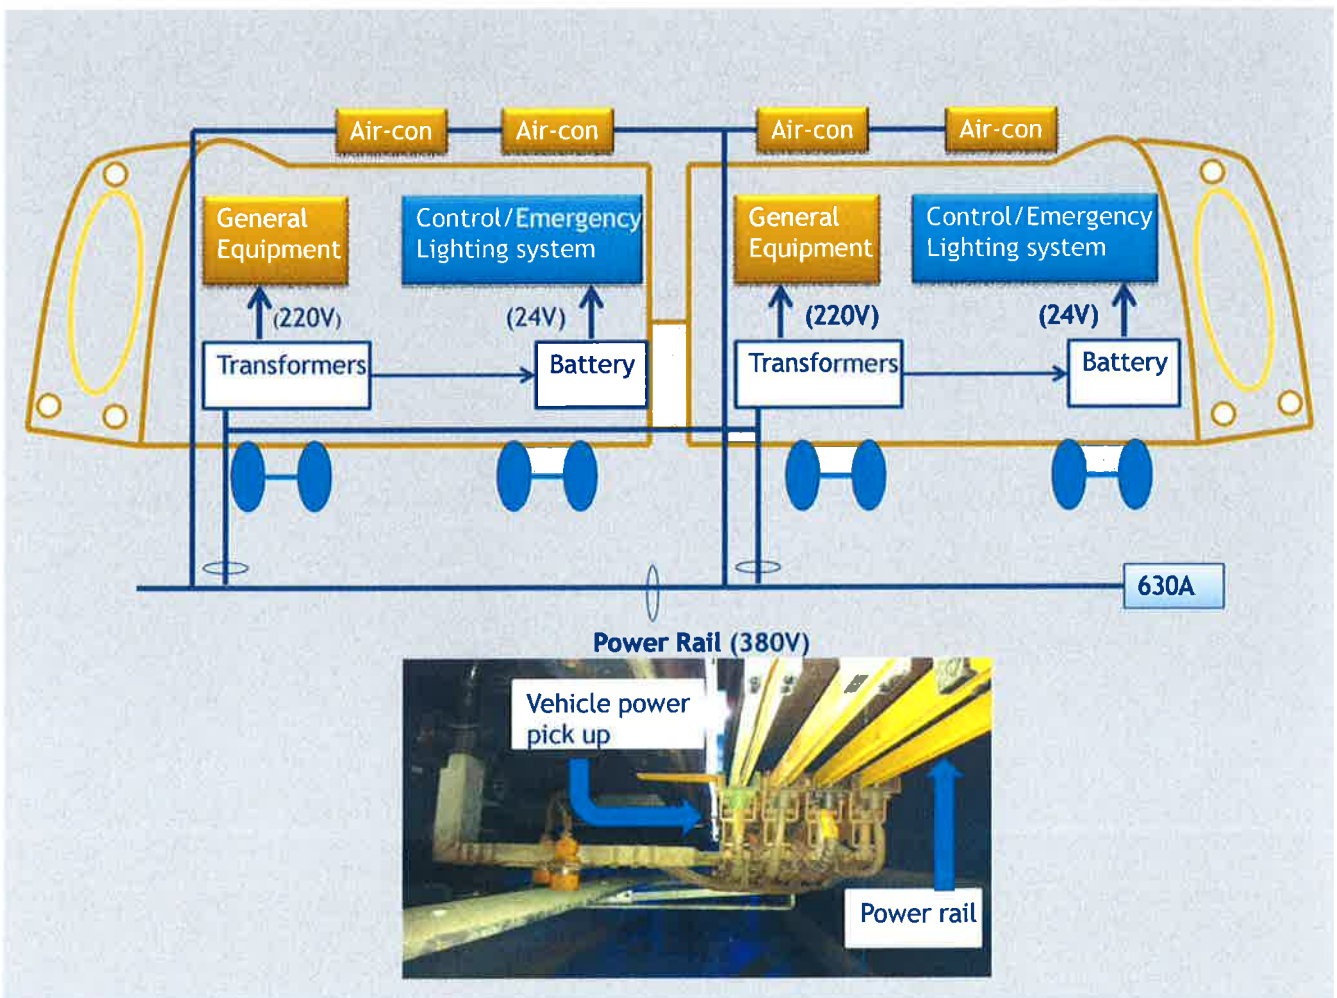 Air-con
Air-con
Air-con
Air-con
General
Equipment
Control/Emergency
Lighting system
General
Equipment
Control/Emergency
Lighting system
(220V)
(24V)
(220V)
(24V)
Transformers
Battery
Transformers
Battery
630A
Power Rail (380V)
Vehicle power
pick up
Power rail